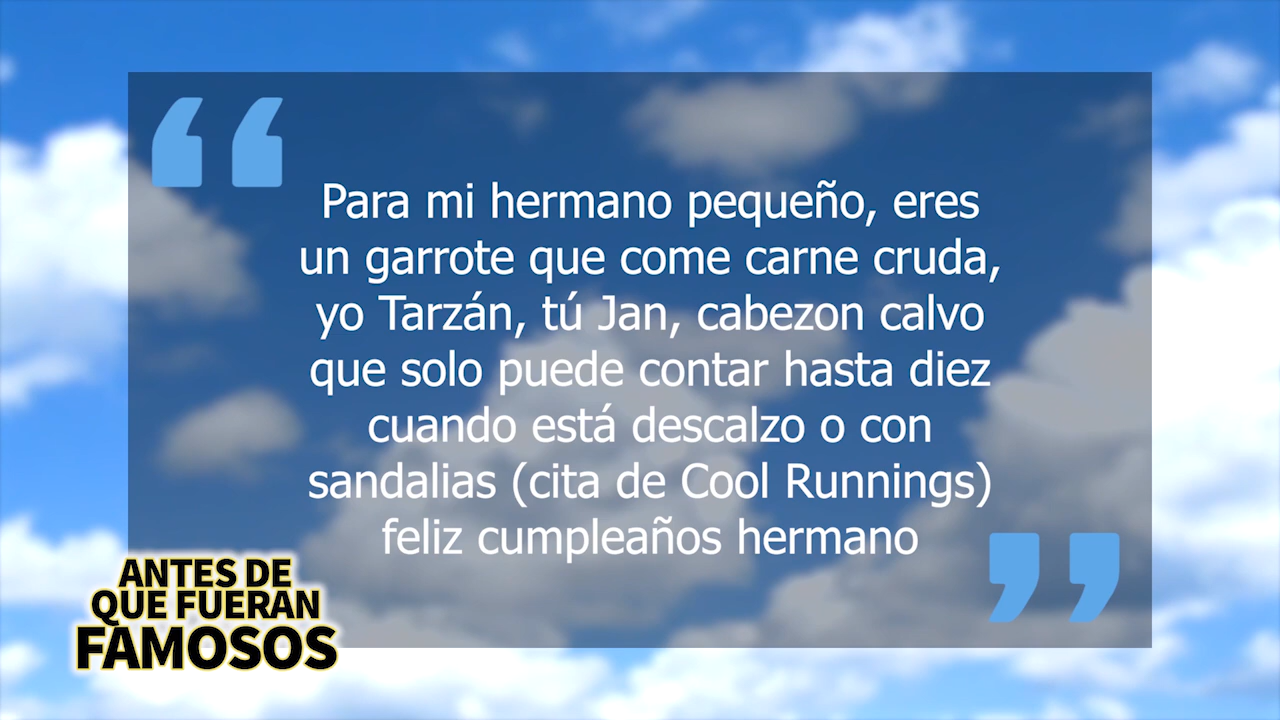 Para mi hermano pequeño, eres
un garrote que come carne cruda,
yo Tarzán, tú Jan, cabezon calvo
que solo puede contar hasta diez
cuando está descalzo o con
sandalias (cita de Cool Runnings)
feliz cumpleaños hermano
ANTES DE
QUE FUERAN
FAMOSOS